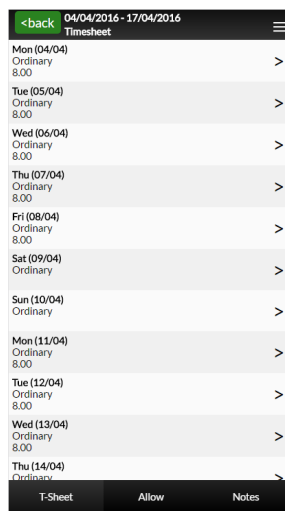 <back
04/04/2016 - 17/04/2016
Timesheet
Mon (04/04)
Ordinary
8.00
>
Tue (05/04)
Ordinary
8.00
>
Wed (06/04)
Ordinary
8.00
>
Thu (07/04)
Ordinary
8.00
>
Fri (08/04)
Ordinary
8.00
>
Sat (09/04)
Ordinary
>
Sun (10/04)
Ordinary
>
Mon (11/04)
Ordinary
8.00
>
Tue (12/04)
Ordinary
8.00
>
Wed (13/04)
Ordinary
8.00
>
Thu (14/04)
Ordinary
>
T-Sheet Allow Notes